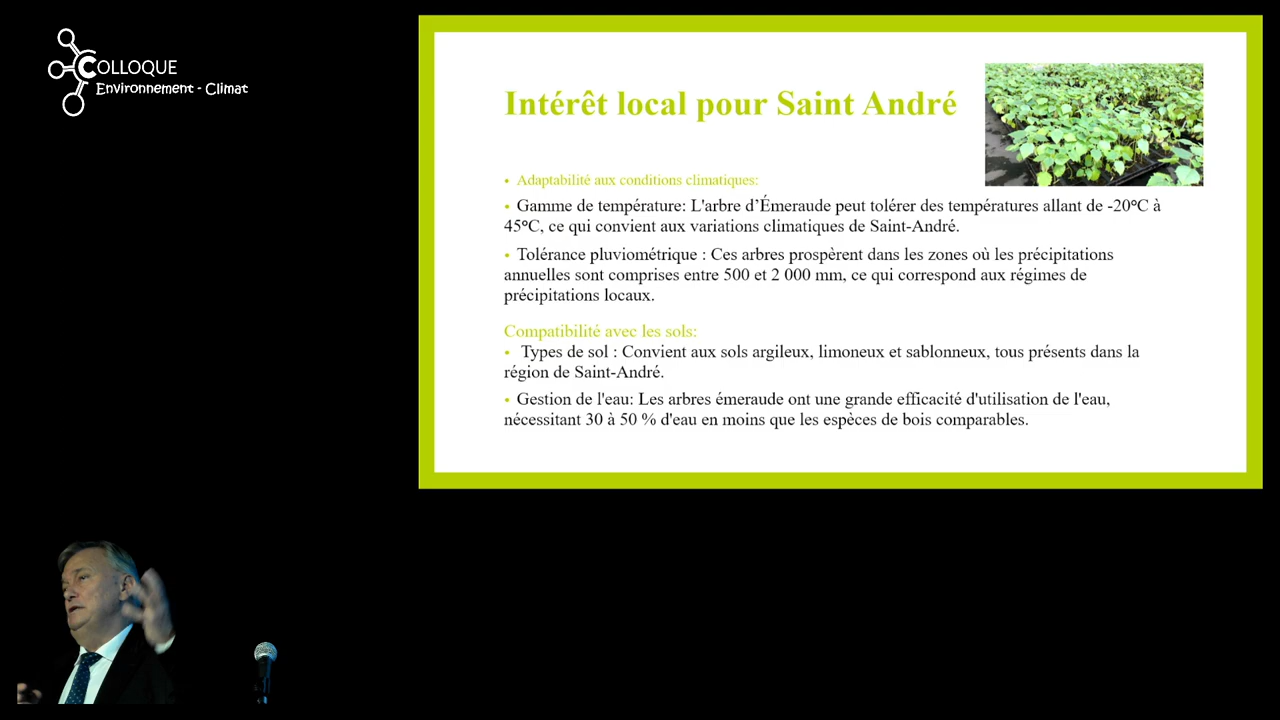 COLLOQUE
Environnement - Climat
Intérêt local pour Saint André
• Adaptabilité aux conditions climatiques:
• Gamme de température: L'arbre d’Émeraude peut tolérer des températures allant de -20ºC à
45ºC, ce qui convient aux variations climatiques de Saint-André.
• Tolérance pluviométrique : Ces arbres prospèrent dans les zones où les précipitations
annuelles sont comprises entre 500 et 2 000 mm, ce qui correspond aux régimes de
précipitations locaux.
Compatibilité avec les sols:
• Types de sol : Convient aux sols argileux, limoneux et sablonneux, tous présents dans la
région de Saint-André.
• Gestion de l'eau: Les arbres émeraude ont une grande efficacité d'utilisation de l'eau,
nécessitant 30 à 50 % d'eau en moins que les espèces de bois comparables.